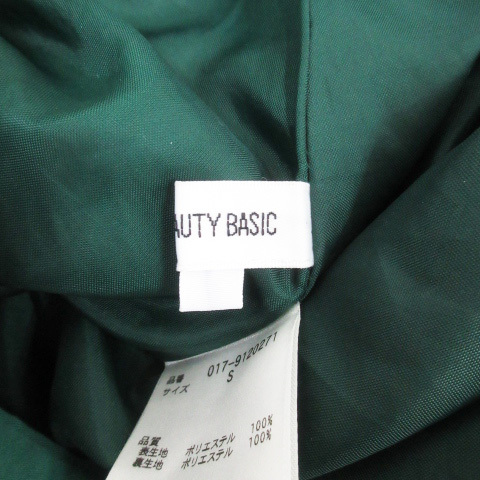 AUTY BASIC
品番 017-9120271
サイズ S
品質
表生地 ポリエステル 100%
裏生地 ポリエステル 100%